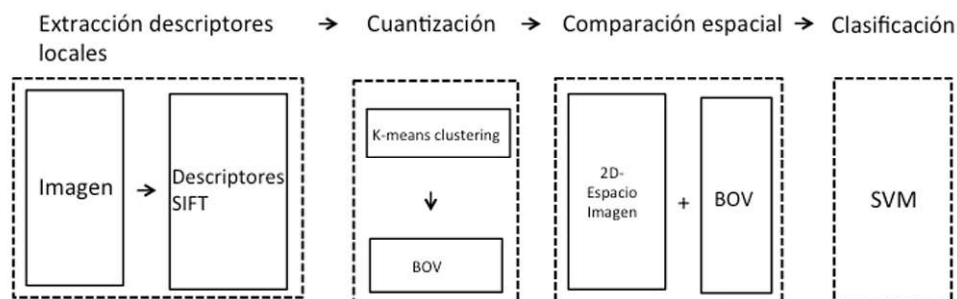 Extracción descriptores
locales
→ Cuantización → Comparación espacial → Clasificación
Imagen
→
Descriptores
SIFT
K-means clustering
↓
BOV
2D-
Espacio
Imagen
+
BOV
SVM